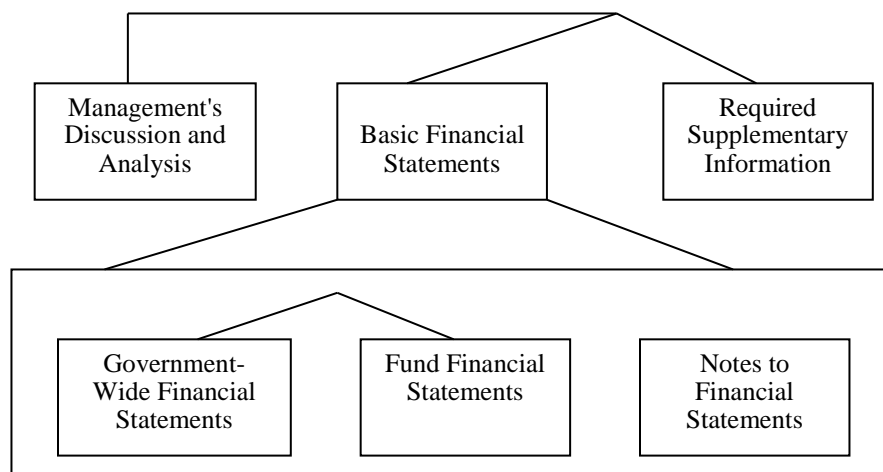 Management's
Discussion and
Analysis
Basic Financial
Statements
Required
Supplementary
Information
Government-
Wide Financial
Statements
Fund Financial
Statements
Notes to
Financial
Statements